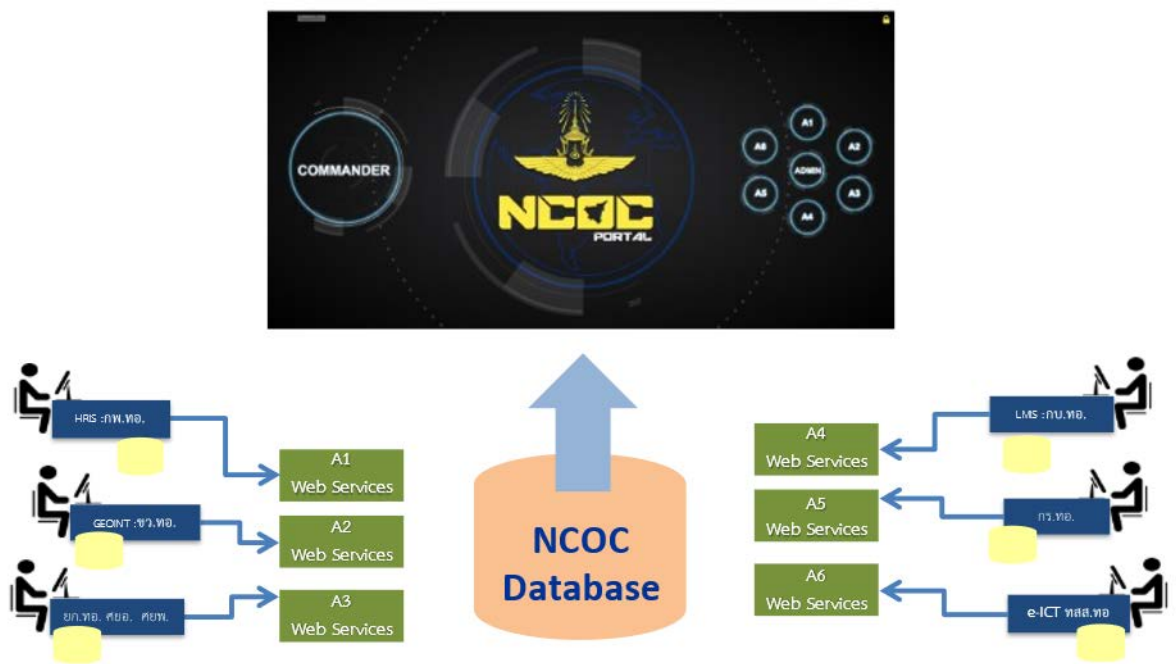 COMMANDER
NCOC
PORTAL
A1
A6
A2
ADMIN
A5
A3
A4
HRIS :กพ.ทอ.
A1
Web Services
GEOINT :ขว.ทอ.
A2
Web Services
ยก.ทอ. ศยอ. ศยพ.
A3
Web Services
NCOC
Database
LMS :กบ.ทอ.
A4
Web Services
กร.ทอ.
A5
Web Services
e-ICT ทสส.ทอ
A6
Web Services